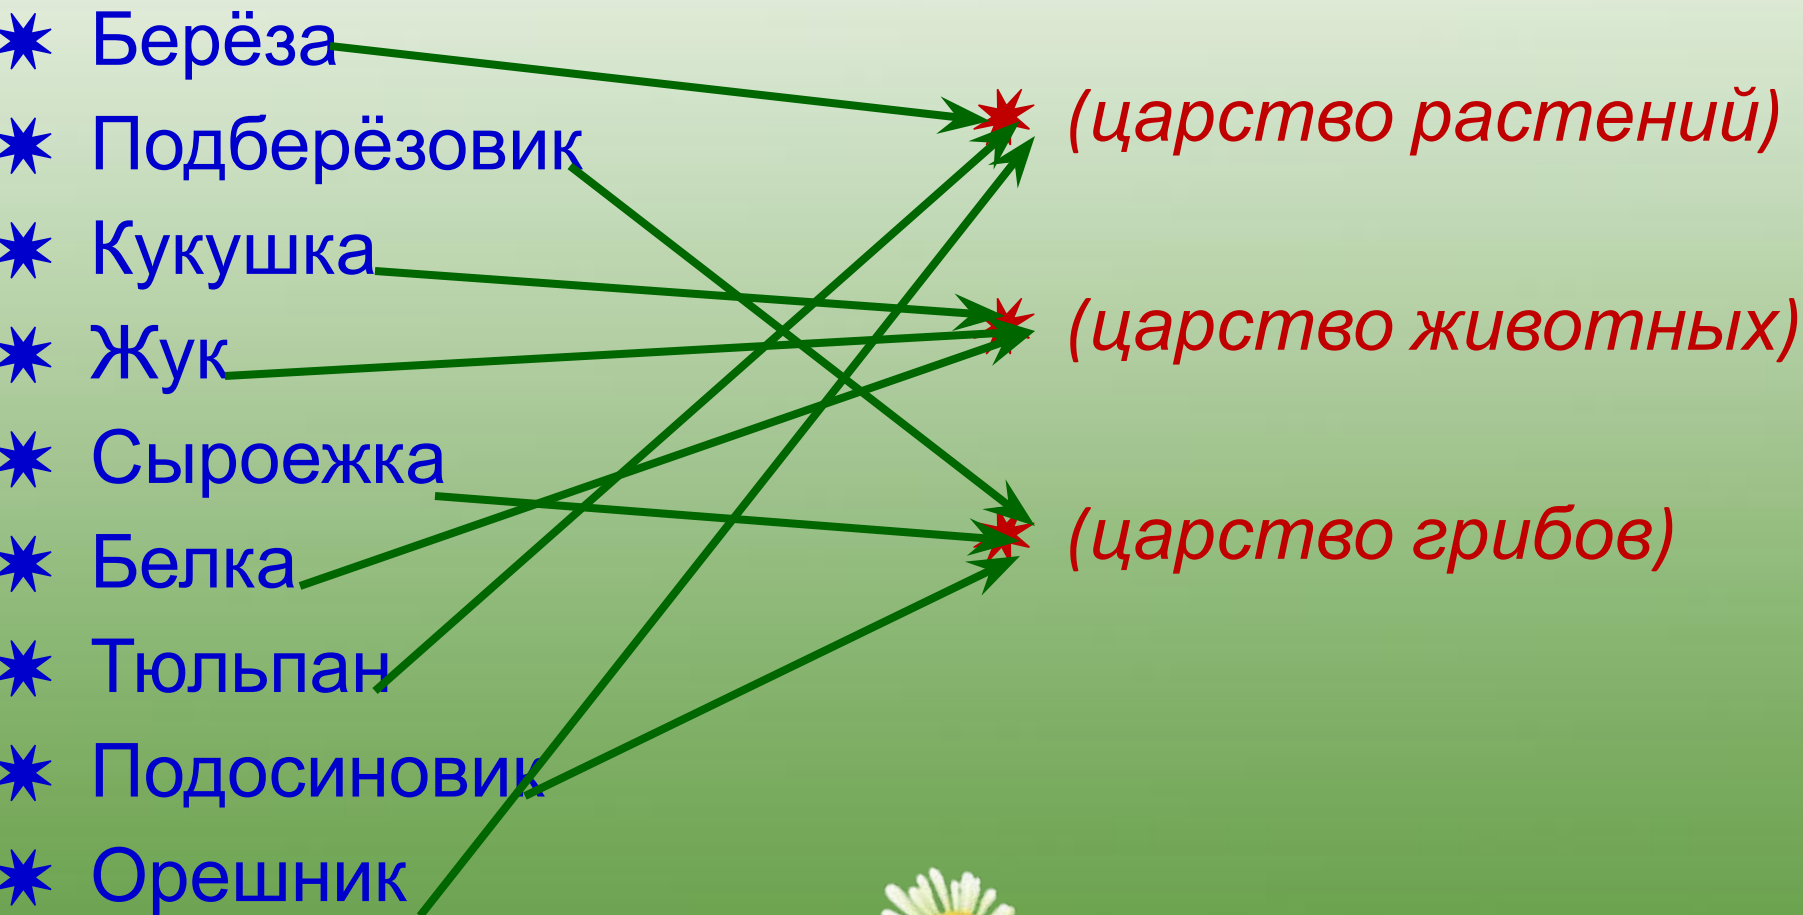 Берёза
Подберёзовик
Кукушка
Жук
Сыроежка
Белка
Тюльпан
Подосиновик
Орешник
(царство растений)
(царство животных)
(царство грибов)